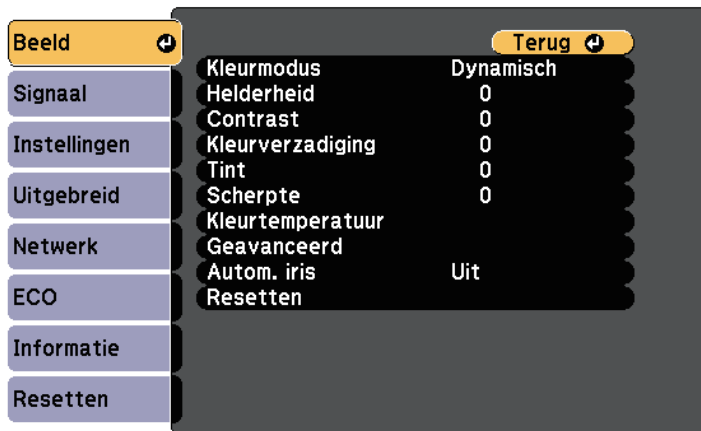 Beeld
Signaal
Instellingen
Uitgebreid
Netwerk
ECO
Informatie
Resetten
Terug
Kleurmodus Dynamisch
Helderheid 0
Contrast 0
Kleurverzadiging 0
Tint 0
Scherpte 0
Kleurtemperatuur
Geavanceerd
Autom. iris Uit
Resetten